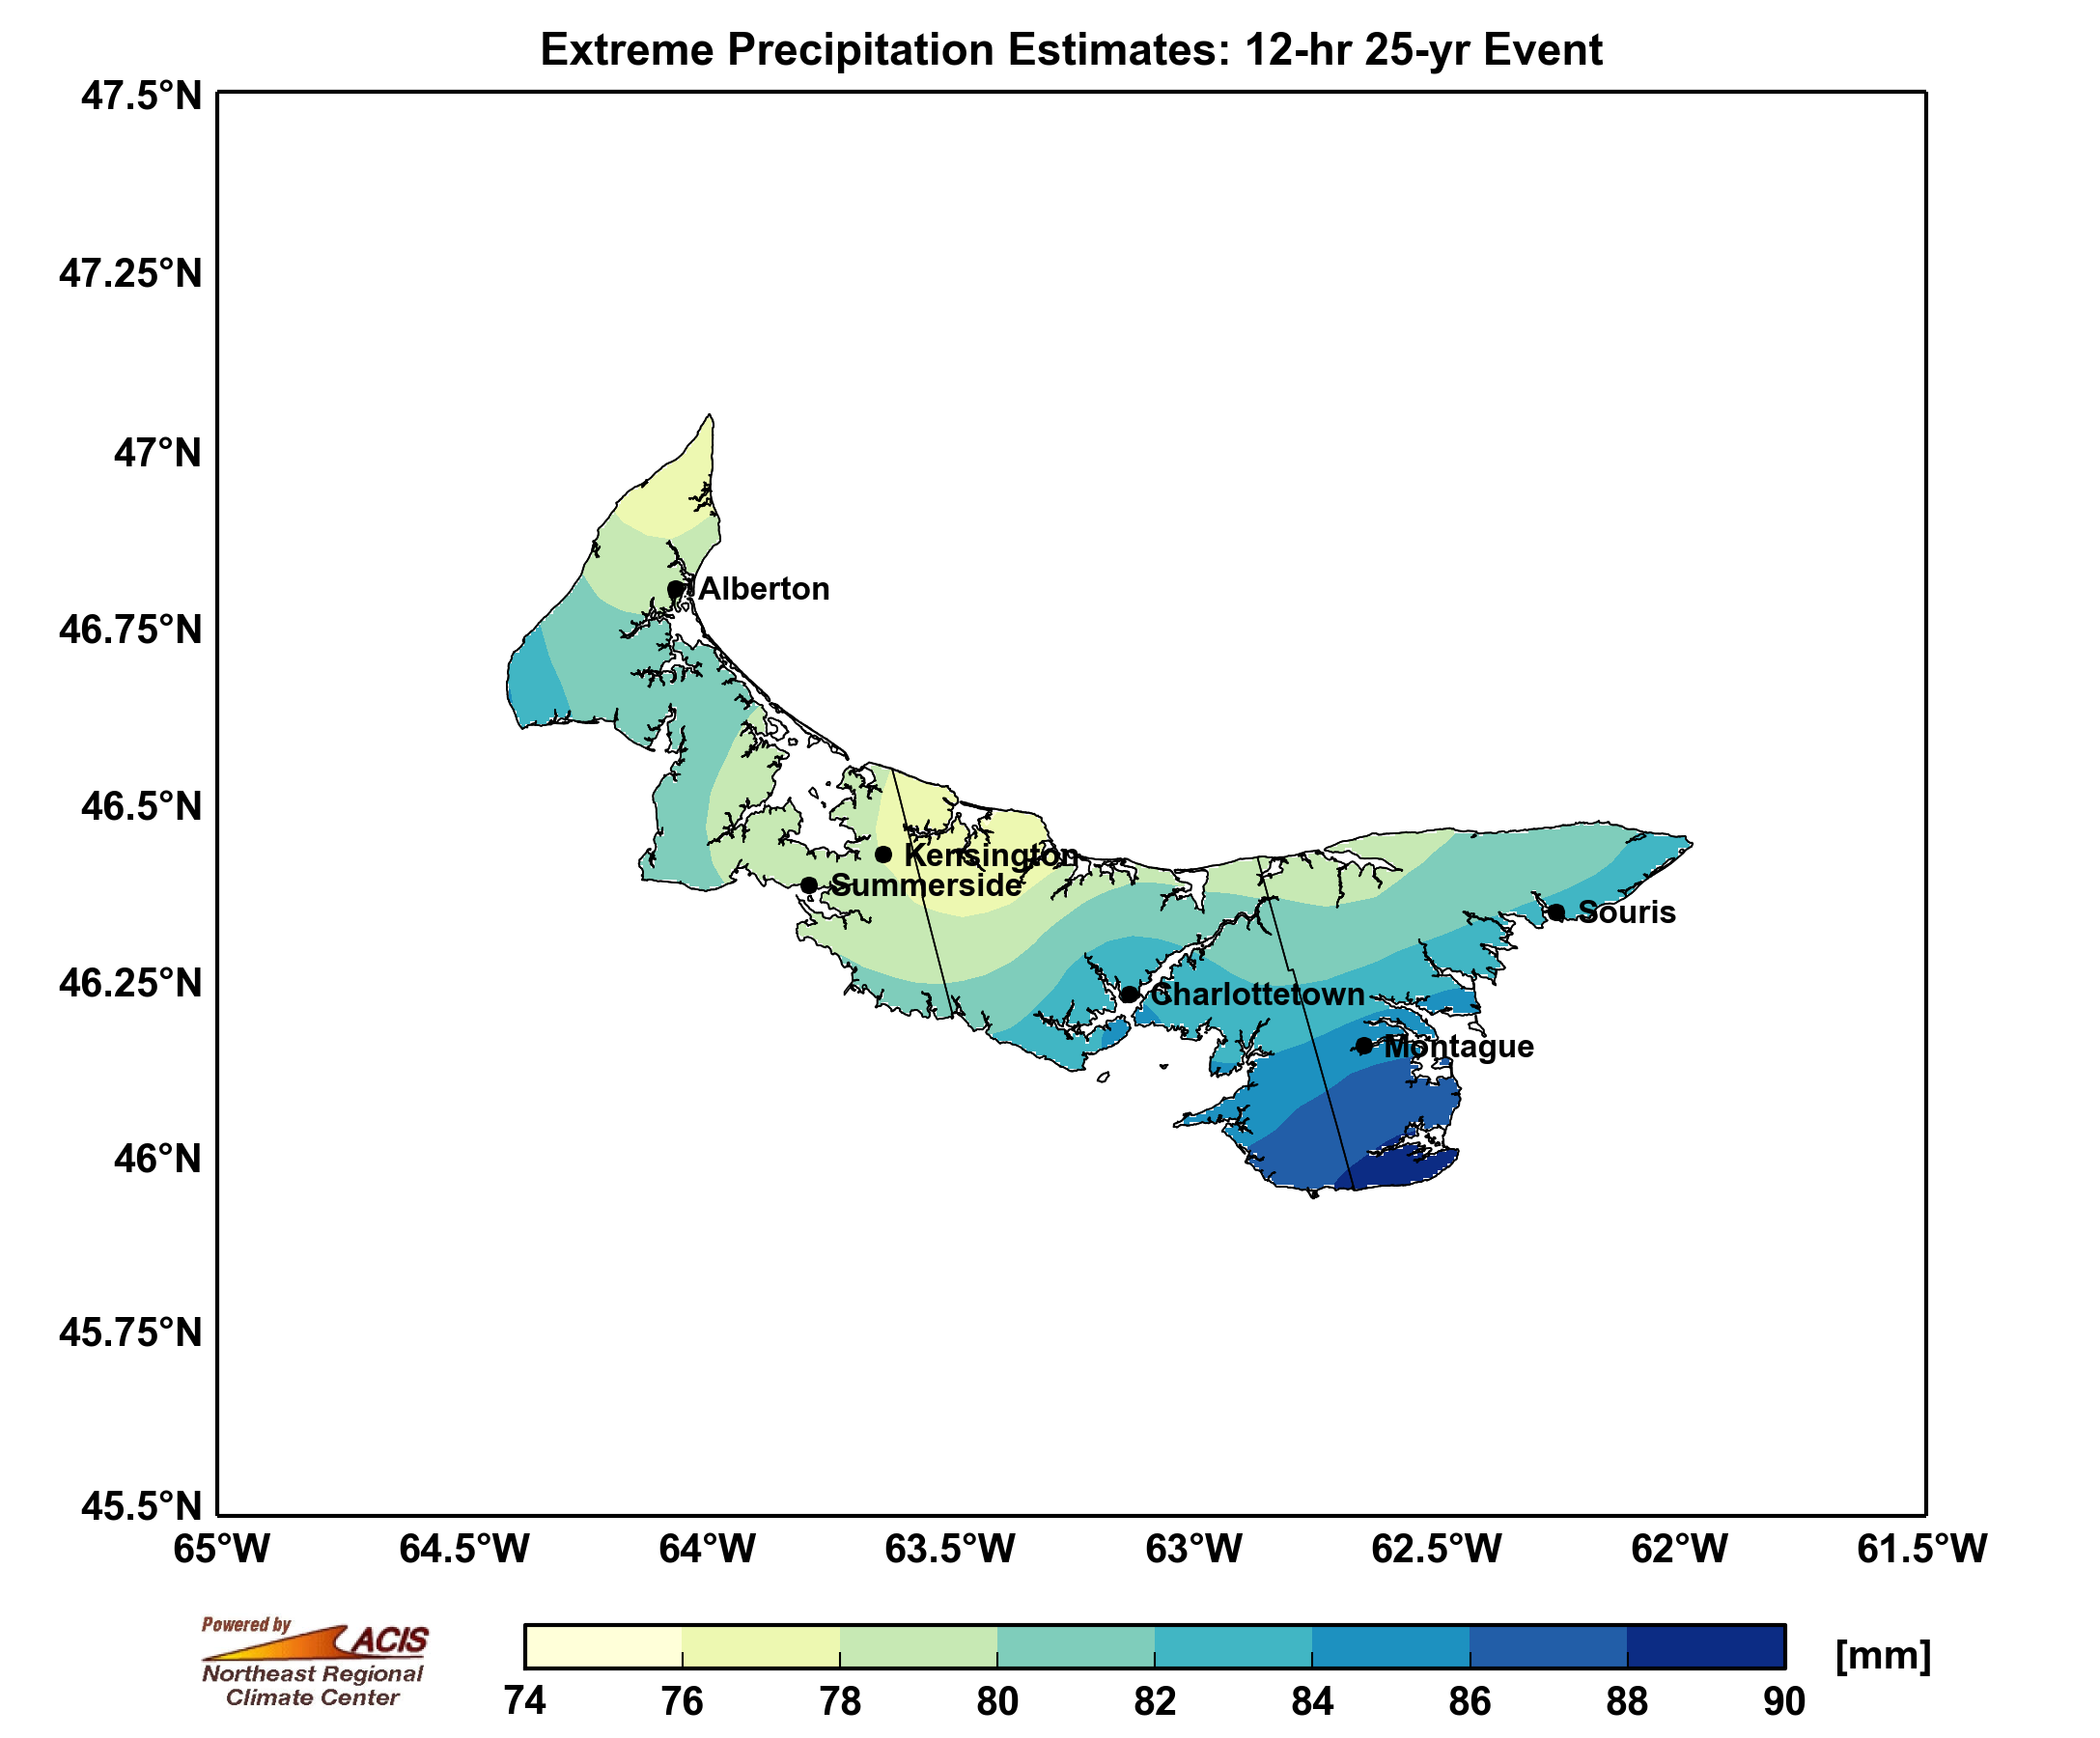 Extreme Precipitation Estimates: 12-hr 25-yr Event
47.5°N
47.25°N
47°N
46.75°N
46.5°N
46.25°N
46°N
45.75°N
45.5°N
Alberton
Kensington
Summerside
Souris
Charlottetown
Montague
65°W 64.5°W 64°W 63.5°W 63°W 62.5°W 62°W 61.5°W
Powered by
ACIS
Northeast Regional
Climate Center
[mm]
74 76 78 80 82 84 86 88 90